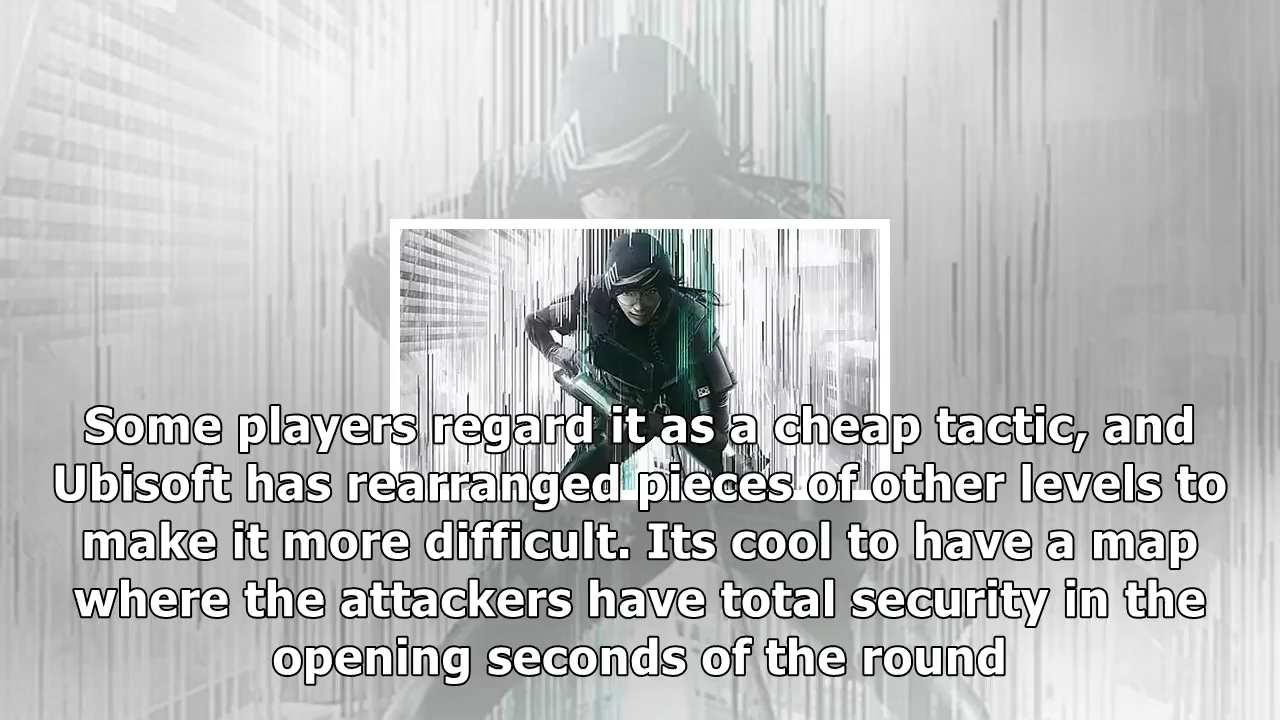 Some players regard it as a cheap tactic, and
Ubisoft has rearranged pieces of other levels to
make it more difficult. Its cool to have a map
where the attackers have total security in the
opening seconds of the round